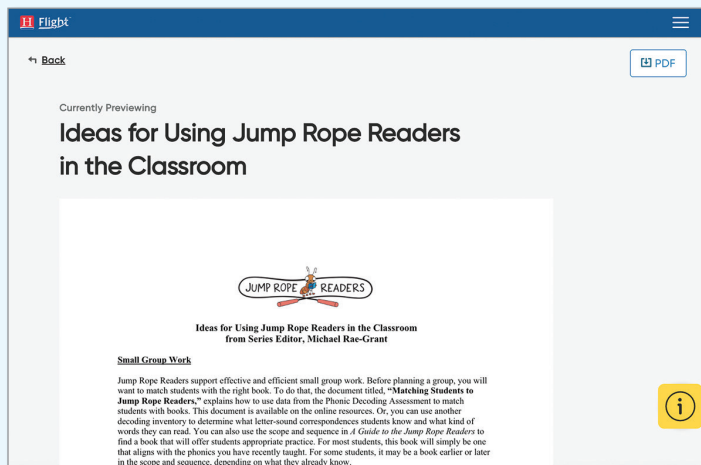 H Flight
Back
PDF
Currently Previewing
Ideas for Using Jump Rope Readers
in the Classroom
JUMP ROPE READERS
Ideas for Using Jump Rope Readers in the Classroom
from Series Editor, Michael Rae-Grant
Small Group Work
Jump Rope Readers support effective and efficient small group work. Before planning a group, you will
want to match students with the right book. To do that, the document titled, “Matching Students to
Jump Rope Readers,” explains how to use data from the Phonic Decoding Assessment to match
students with books. This document is available on the online resources. Or, you can use another
decoding inventory to determine what letter-sound correspondences students know and what kind of
words they can read. You can also use the scope and sequence in A Guide to the Jump Rope Readers to
find a book that will offer students appropriate practice. For most students, this book will simply be one
that aligns with the phonics you have recently taught. For some students, it may be a book earlier or later
in the scope and sequence, depending on what they already know.
i